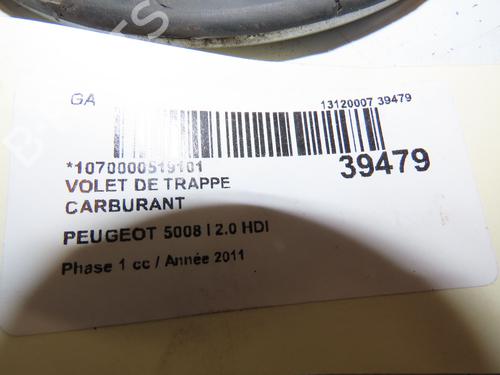 GA
13120007 39479
*1070000519101
39479
VOLET DE TRAPPE
CARBURANT
PEUGEOT 5008 I 2.0 HDI
Phase 1 cc / Année 2011